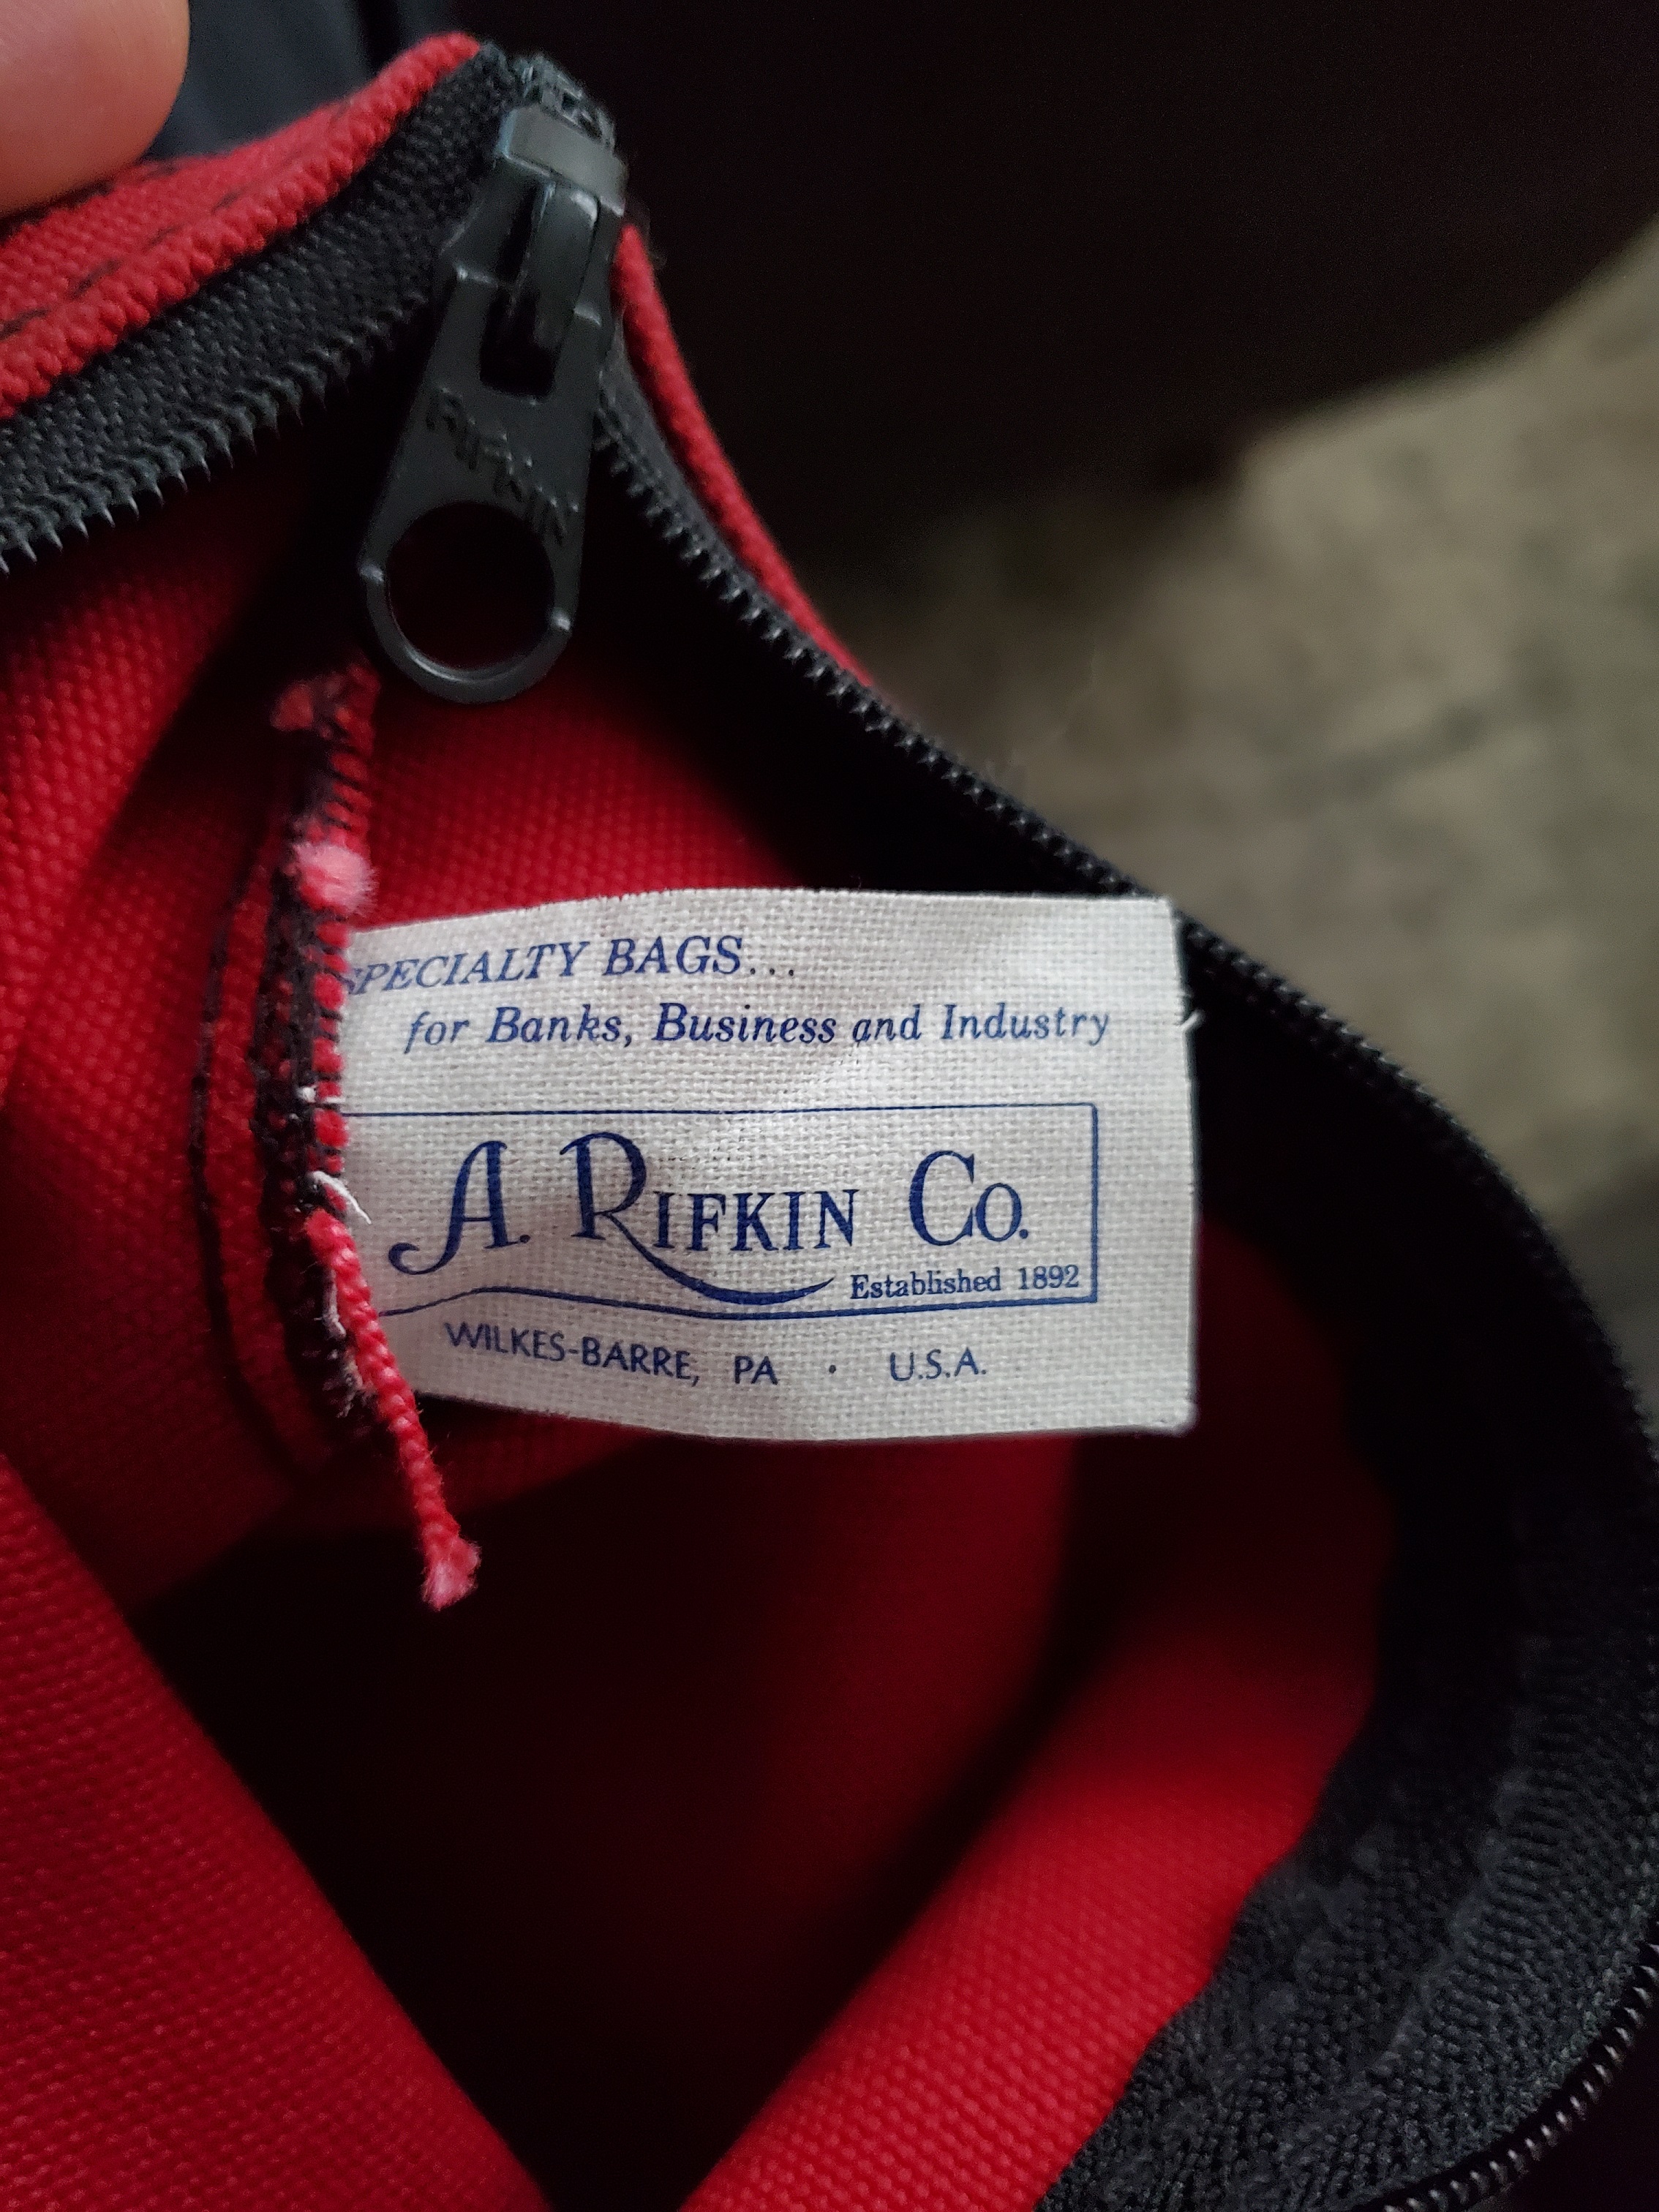 RIFKIN
SPECIALTY BAGS...
for Banks, Business and Industry
A. RIFKIN CO.
Established 1892
WILKES-BARRE, PA · U.S.A.